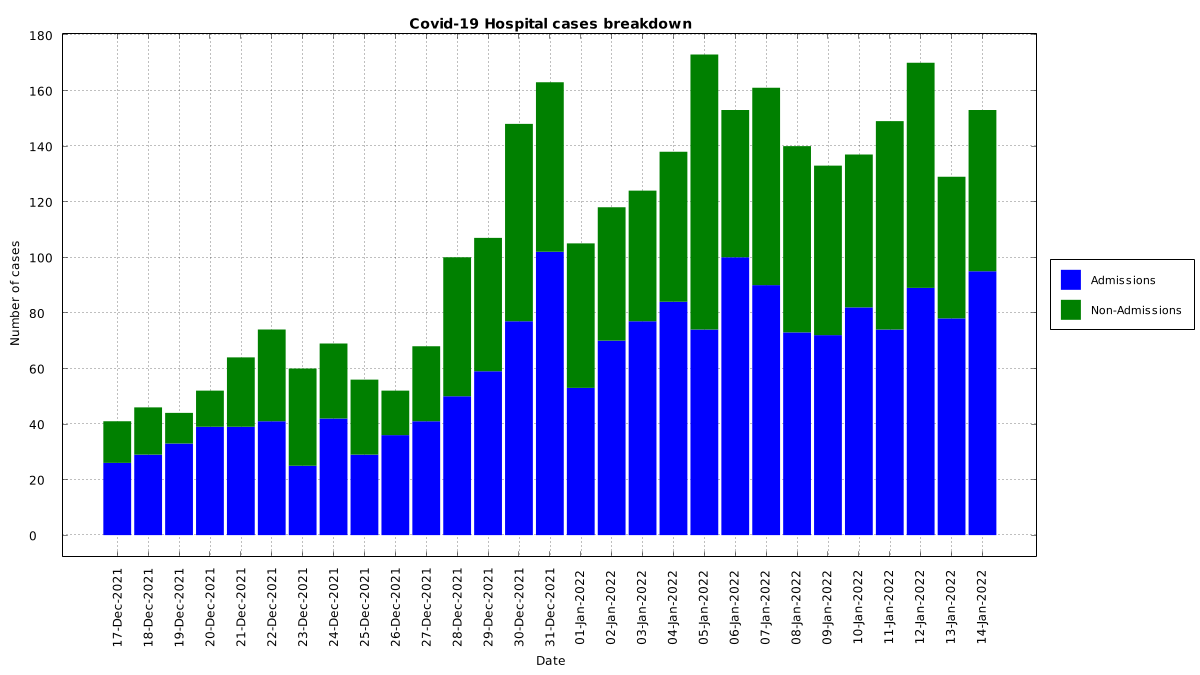 Covid-19 Hospital cases breakdown
180
160
140
120
100
80
60
40
20
0
Number of cases
17-Dec-2021
18-Dec-2021
19-Dec-2021
20-Dec-2021
21-Dec-2021
22-Dec-2021
23-Dec-2021
24-Dec-2021
25-Dec-2021
26-Dec-2021
27-Dec-2021
28-Dec-2021
29-Dec-2021
30-Dec-2021
31-Dec-2021
01-Jan-2022
02-Jan-2022
03-Jan-2022
04-Jan-2022
05-Jan-2022
06-Jan-2022
07-Jan-2022
08-Jan-2022
09-Jan-2022
10-Jan-2022
11-Jan-2022
12-Jan-2022
13-Jan-2022
14-Jan-2022
Date
Admissions
Non-Admissions